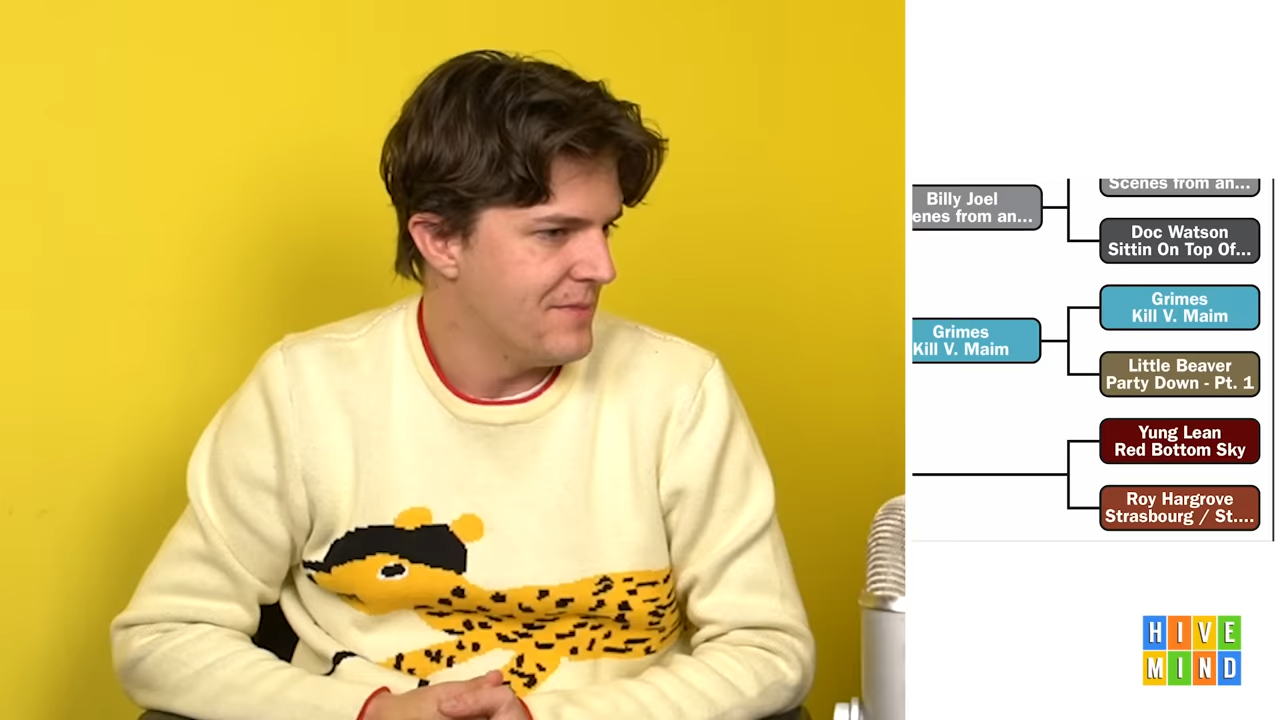 Scenes from an...
Billy Joel
enes from an...
Doc Watson
Sittin On Top Of...
Grimes
Kill V. Maim
Grimes
Kill V. Maim
Little Beaver
Party Down - Pt. 1
Yung Lean
Red Bottom Sky
Roy Hargrove
Strasbourg / St....
HIVE
MIND